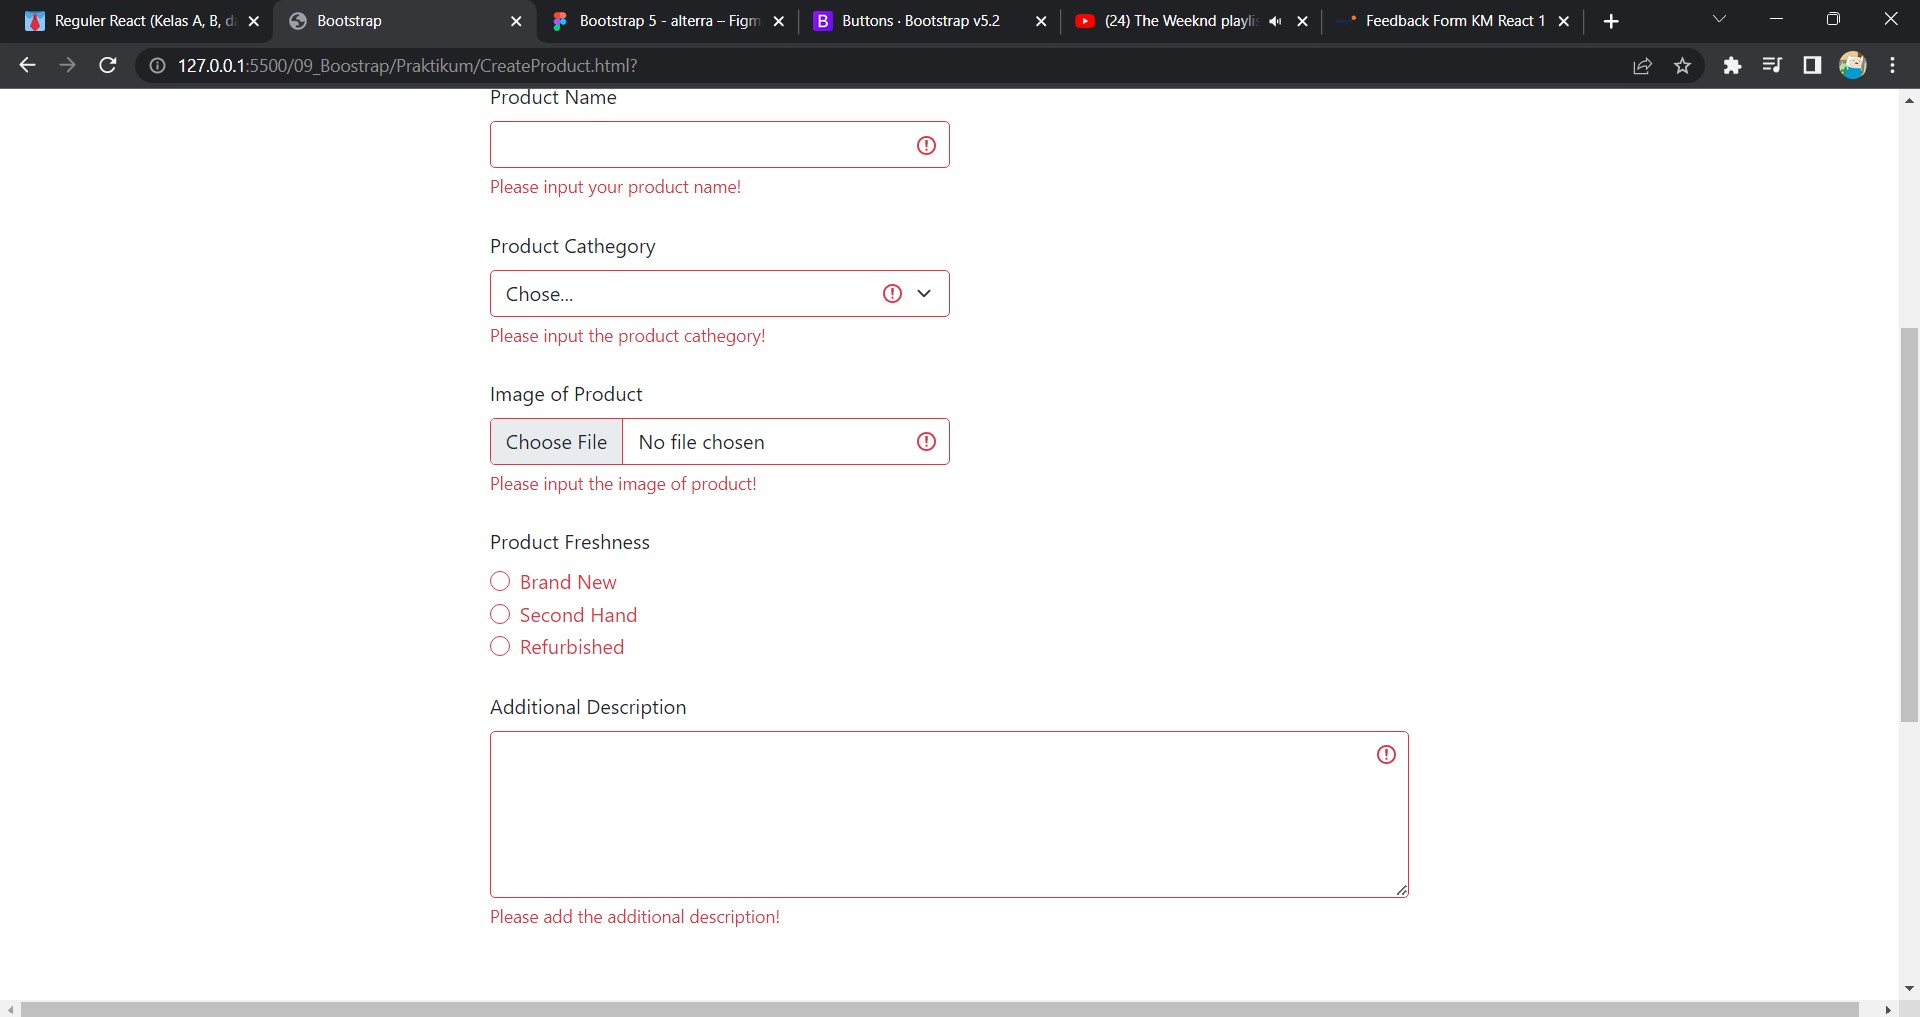 Reguler React (Kelas A, B, d
Bootstrap
Bootstrap 5 - alterra – Figm
B
Buttons · Bootstrap v5.2
(24) The Weeknd playli
Feedback Form KM React 1
127.0.0.1:5500/09_Boostrap/Praktikum/CreateProduct.html?
Product Name
Please input your product name!
Product Cathegory
Chose...
Please input the product cathegory!
Image of Product
Choose File
No file chosen
Please input the image of product!
Product Freshness
Brand New
Second Hand
Refurbished
Additional Description
Please add the additional description!